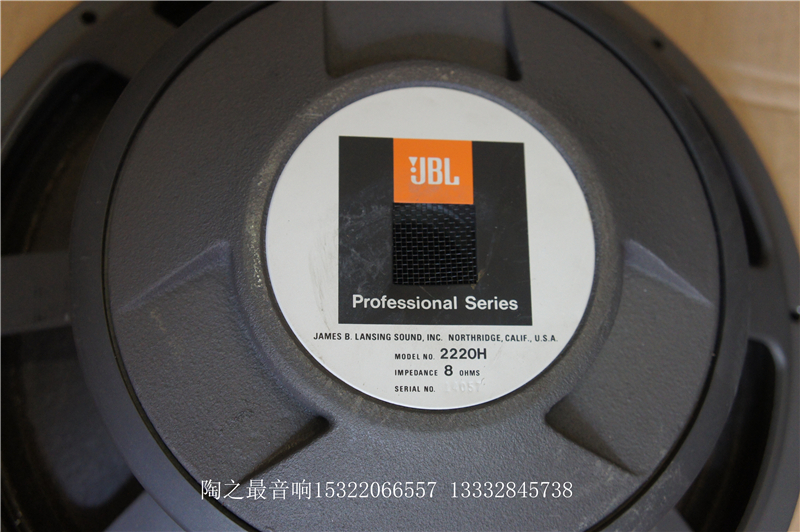 JBL
Professional Series
JAMES B. LANSING SOUND, INC. NORTHRIDGE, CALIF., U.S.A.
MODEL NO. 2220H
IMPEDANCE 8 OHMS
SERIAL NO.
陶之最音响15322066557 13332845738